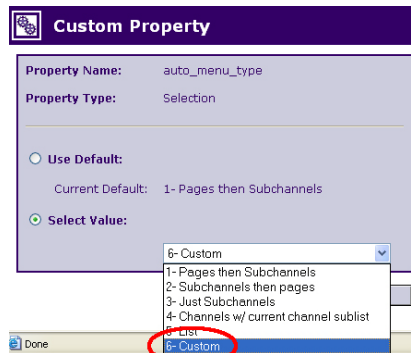 Custom Property
Property Name: auto_menu_type
Property Type: Selection
Use Default:
Current Default: 1- Pages then Subchannels
Select Value:
6- Custom
1- Pages then Subchannels
2- Subchannels then pages
3- Just Subchannels
4- Channels w/ current channel sublist
5- List
6- Custom
Done